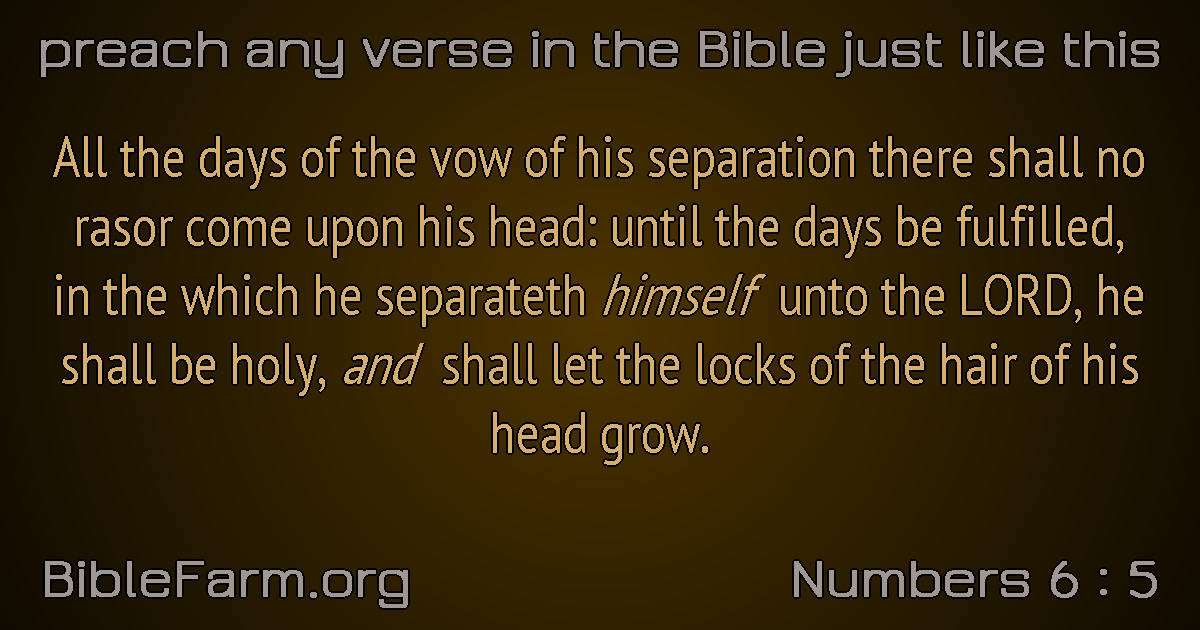 preach any verse in the Bible just like this
All the days of the vow of his separation there shall no
rasor come upon his head: until the days be fulfilled,
in the which he separateth himself unto the LORD, he
shall be holy, and shall let the locks of the hair of his
head grow.
BibleFarm.org
Numbers 6 : 5